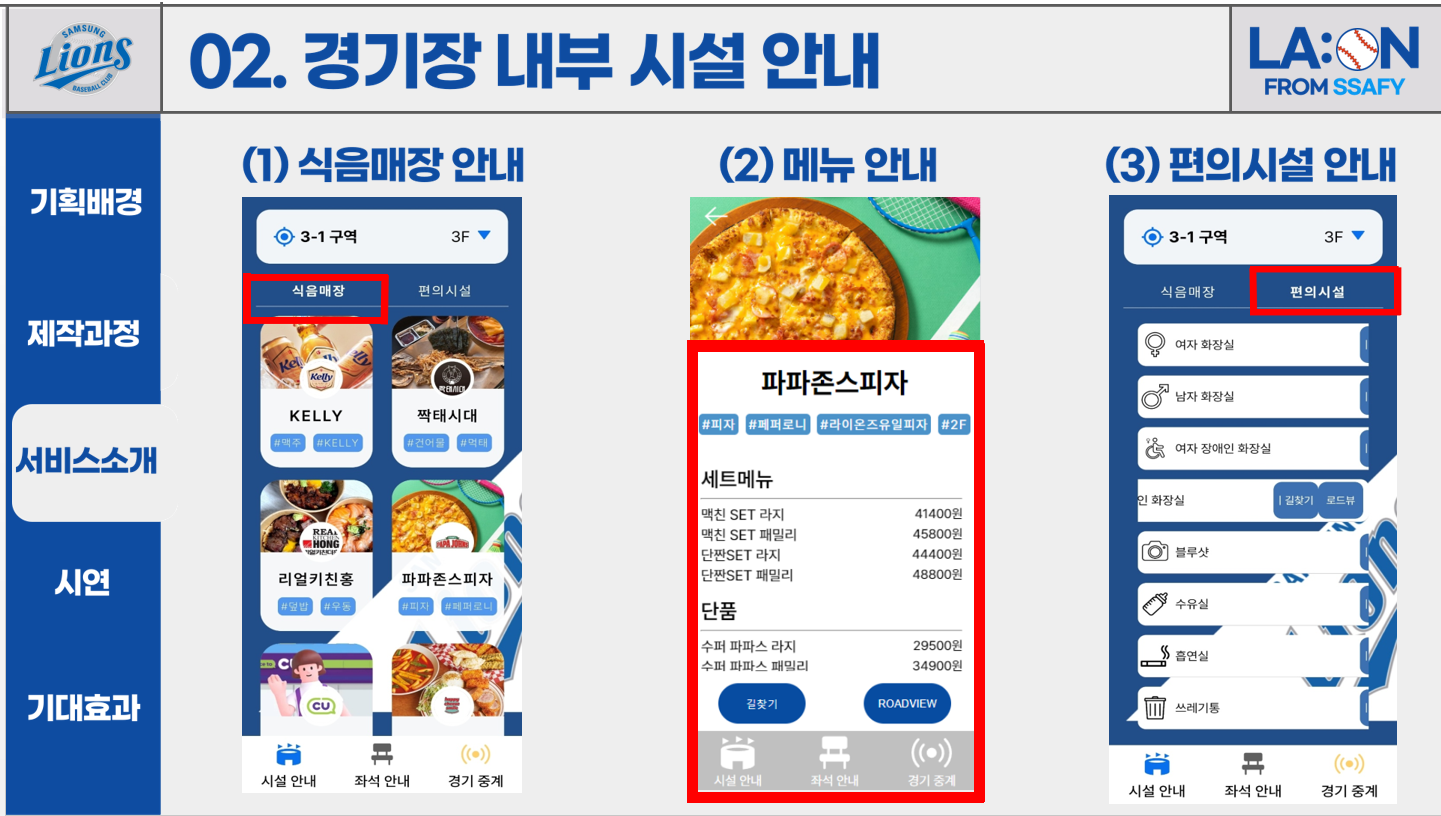 SAMSUNG
Lions
BASEBALL CLUB
02. 경기장 내부 시설 안내
LA:ON
FROM SSAFY
기획배경
제작과정
서비스소개
시연
기대효과
(1) 식음매장 안내
3-1 구역
3F
식음매장
편의시설
Kelly
KELLY
#맥주 #KELLY
짝태시대
짝태시대
#건어물 #먹태
REAL
KITCHEN
HONG
리얼키친홍
#덮밥 #우동
PAPA JOHNS
파파존스피자
#피자 #페퍼로니
CU
시설 안내
좌석 안내
경기 중계
(2) 메뉴 안내
파파존스피자
#피자 #페퍼로니 #라이온즈유일피자 #2F
세트메뉴
맥친 SET 라지 41400원
맥친 SET 패밀리 45800원
단짠SET 라지 44400원
단짠SET 패밀리 48800원
단품
수퍼 파파스 라지 29500원
수퍼 파파스 패밀리 34900원
길찾기
ROADVIEW
시설 안내
좌석 안내
경기 중계
(3) 편의시설 안내
3-1 구역
3F
식음매장
편의시설
여자 화장실
남자 화장실
여자 장애인 화장실
인 화장실
| 길찾기
로드뷰
블루샷
수유실
흡연실
쓰레기통
시설 안내
좌석 안내
경기 중계